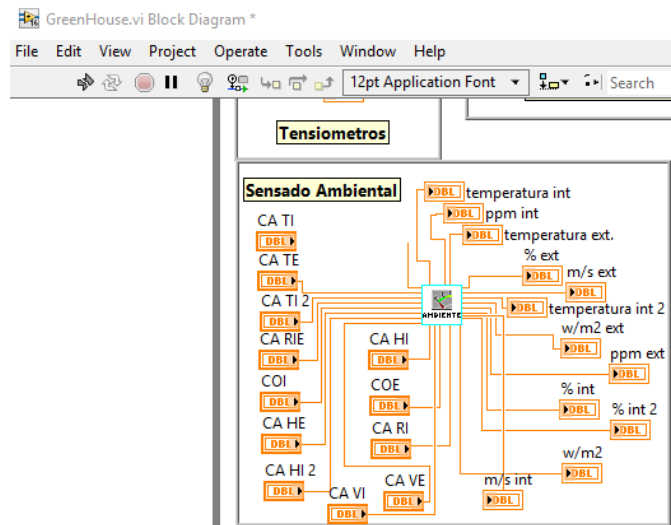 GreenHouse.vi Block Diagram *
File Edit View Project Operate Tools Window Help
12pt Application Font Search
Tensiometros
Sensado Ambiental
DBL temperatura int
CA TI
DBL ppm int
DBL
DBL temperatura ext.
CA TE
% ext
DBL
DBL m/s ext
DBL
CA TI 2
DBL temperatura int 2
DBL
AMBIENTE
w/m2 ext
CA RIE
CA HI
DBL
DBL
DBL
ppm ext
DBL
COI
COE
% int
DBL
DBL
DBL
% int 2
CA HE
CA RI
DBL
DBL
DBL
w/m2
CA HI 2
DBL
DBL
CA VE
m/s int
CA VI
DBL
DBL
DBL